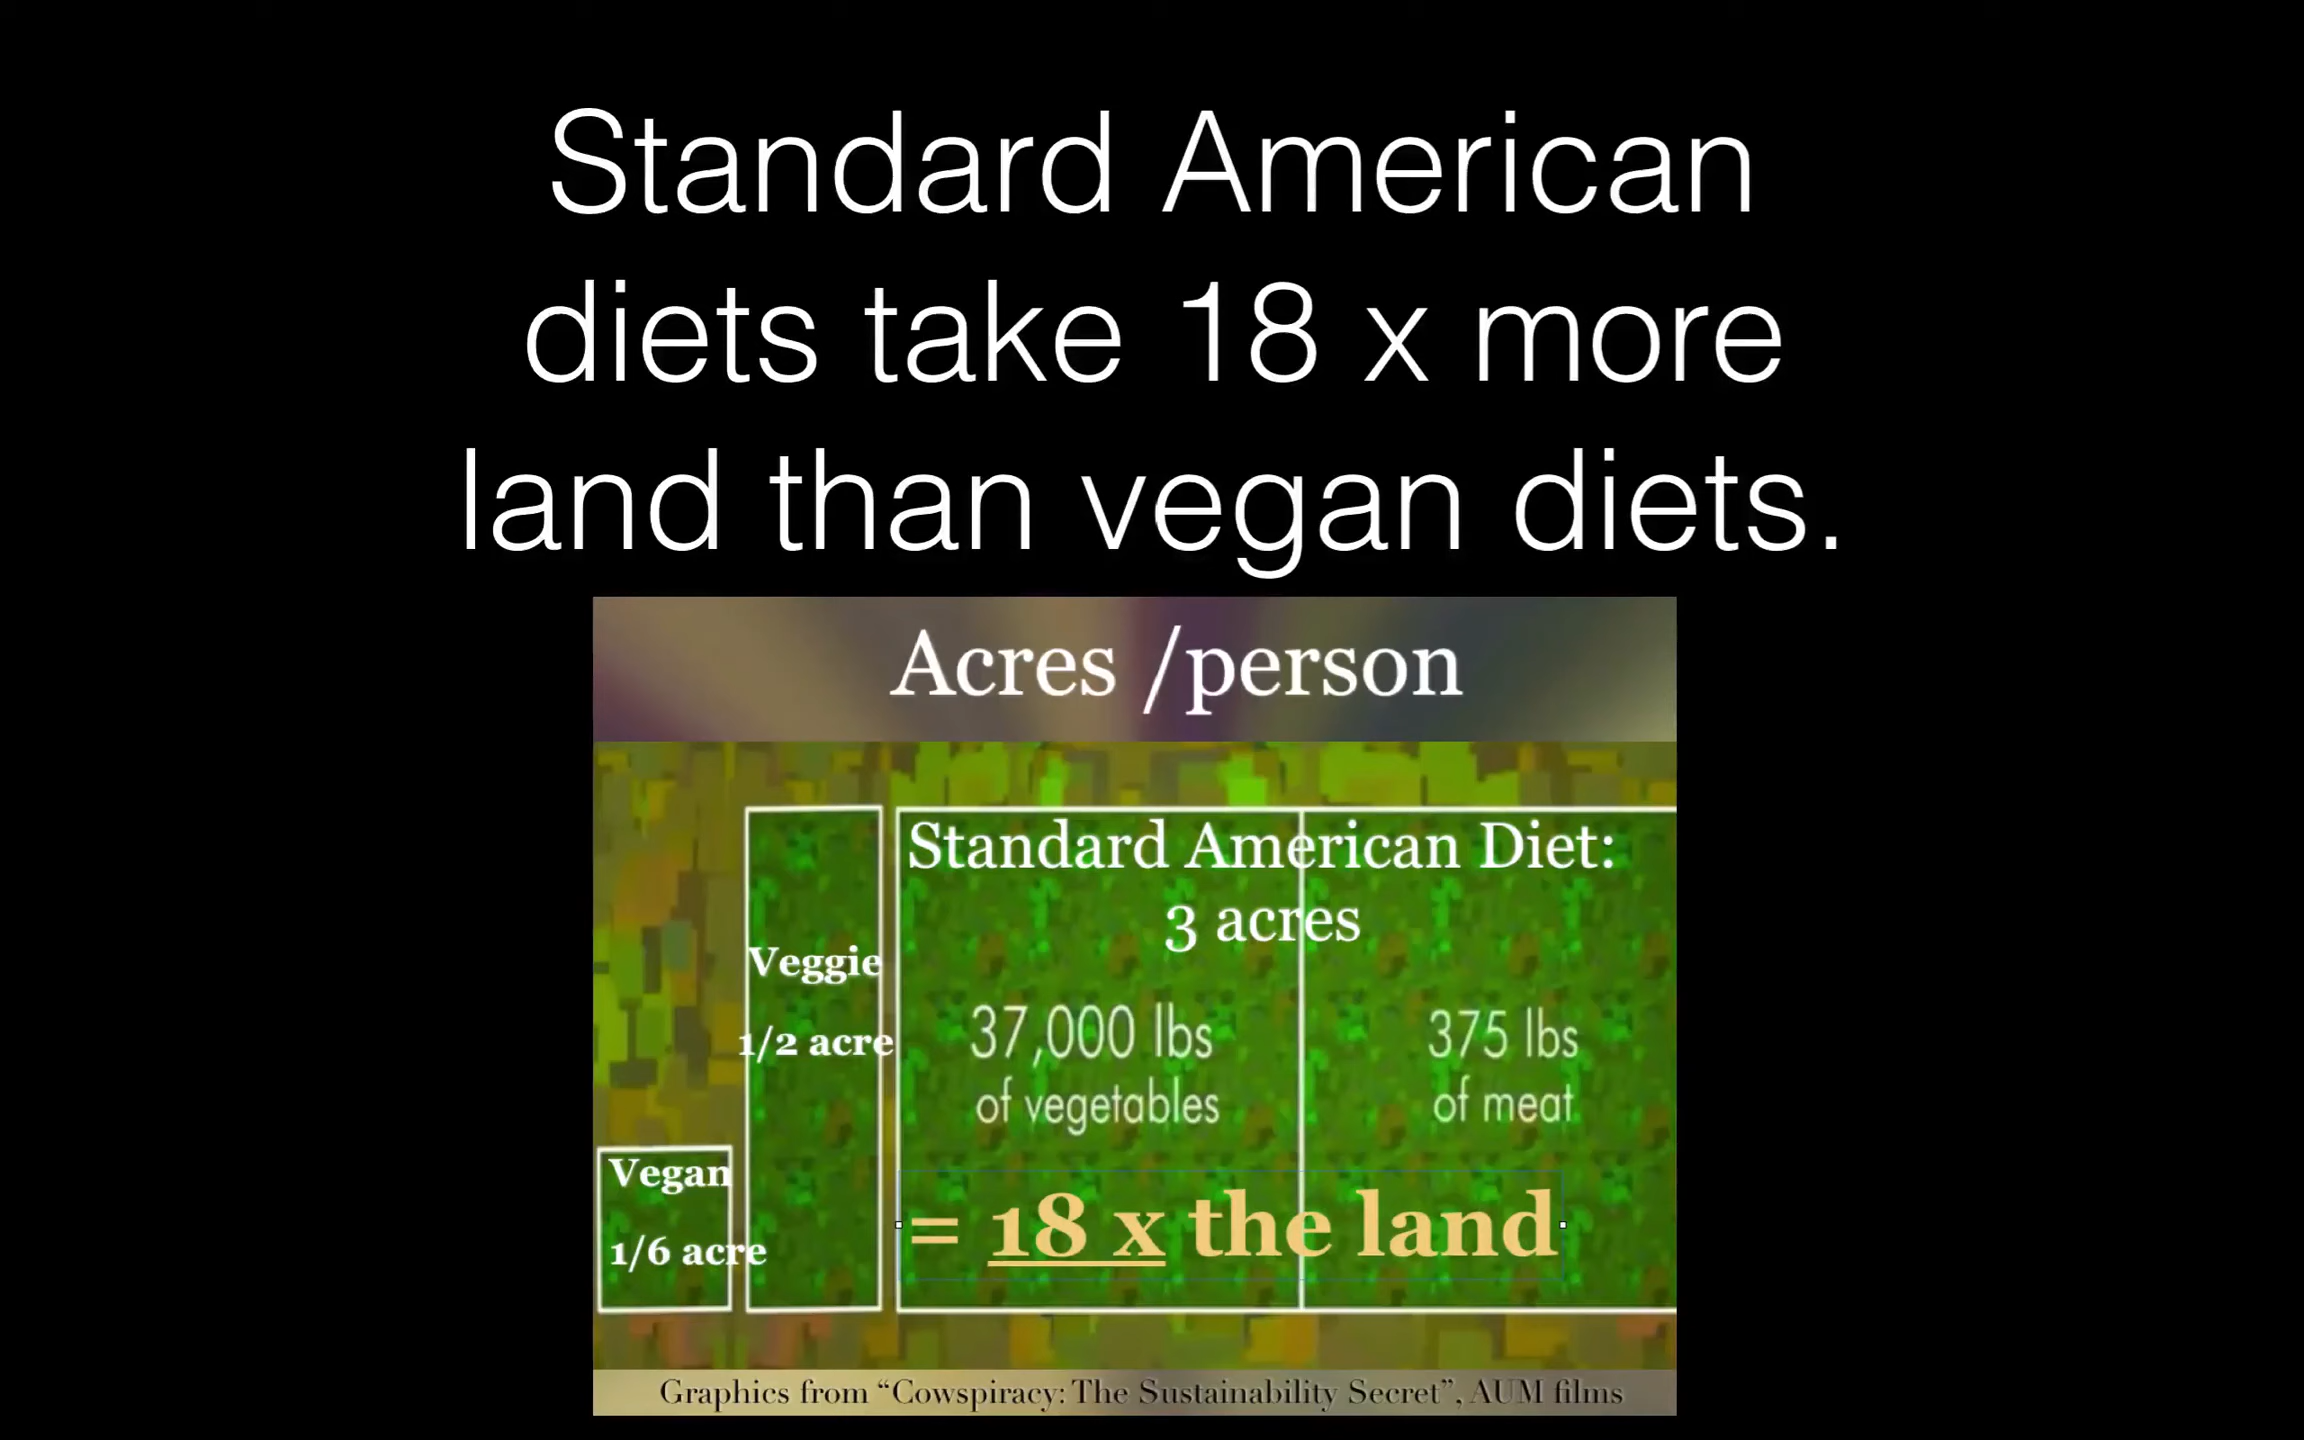 Standard American
diets take 18 x more
land than vegan diets.
Acres /person
Standard American Diet:
3 acres
Veggie
1/2 acre
37,000 lbs
of vegetables
375 lbs
of meat
Vegan
1/6 acre
= 18 x the land
Graphics from “Cowspiracy: The Sustainability Secret”, AUM films